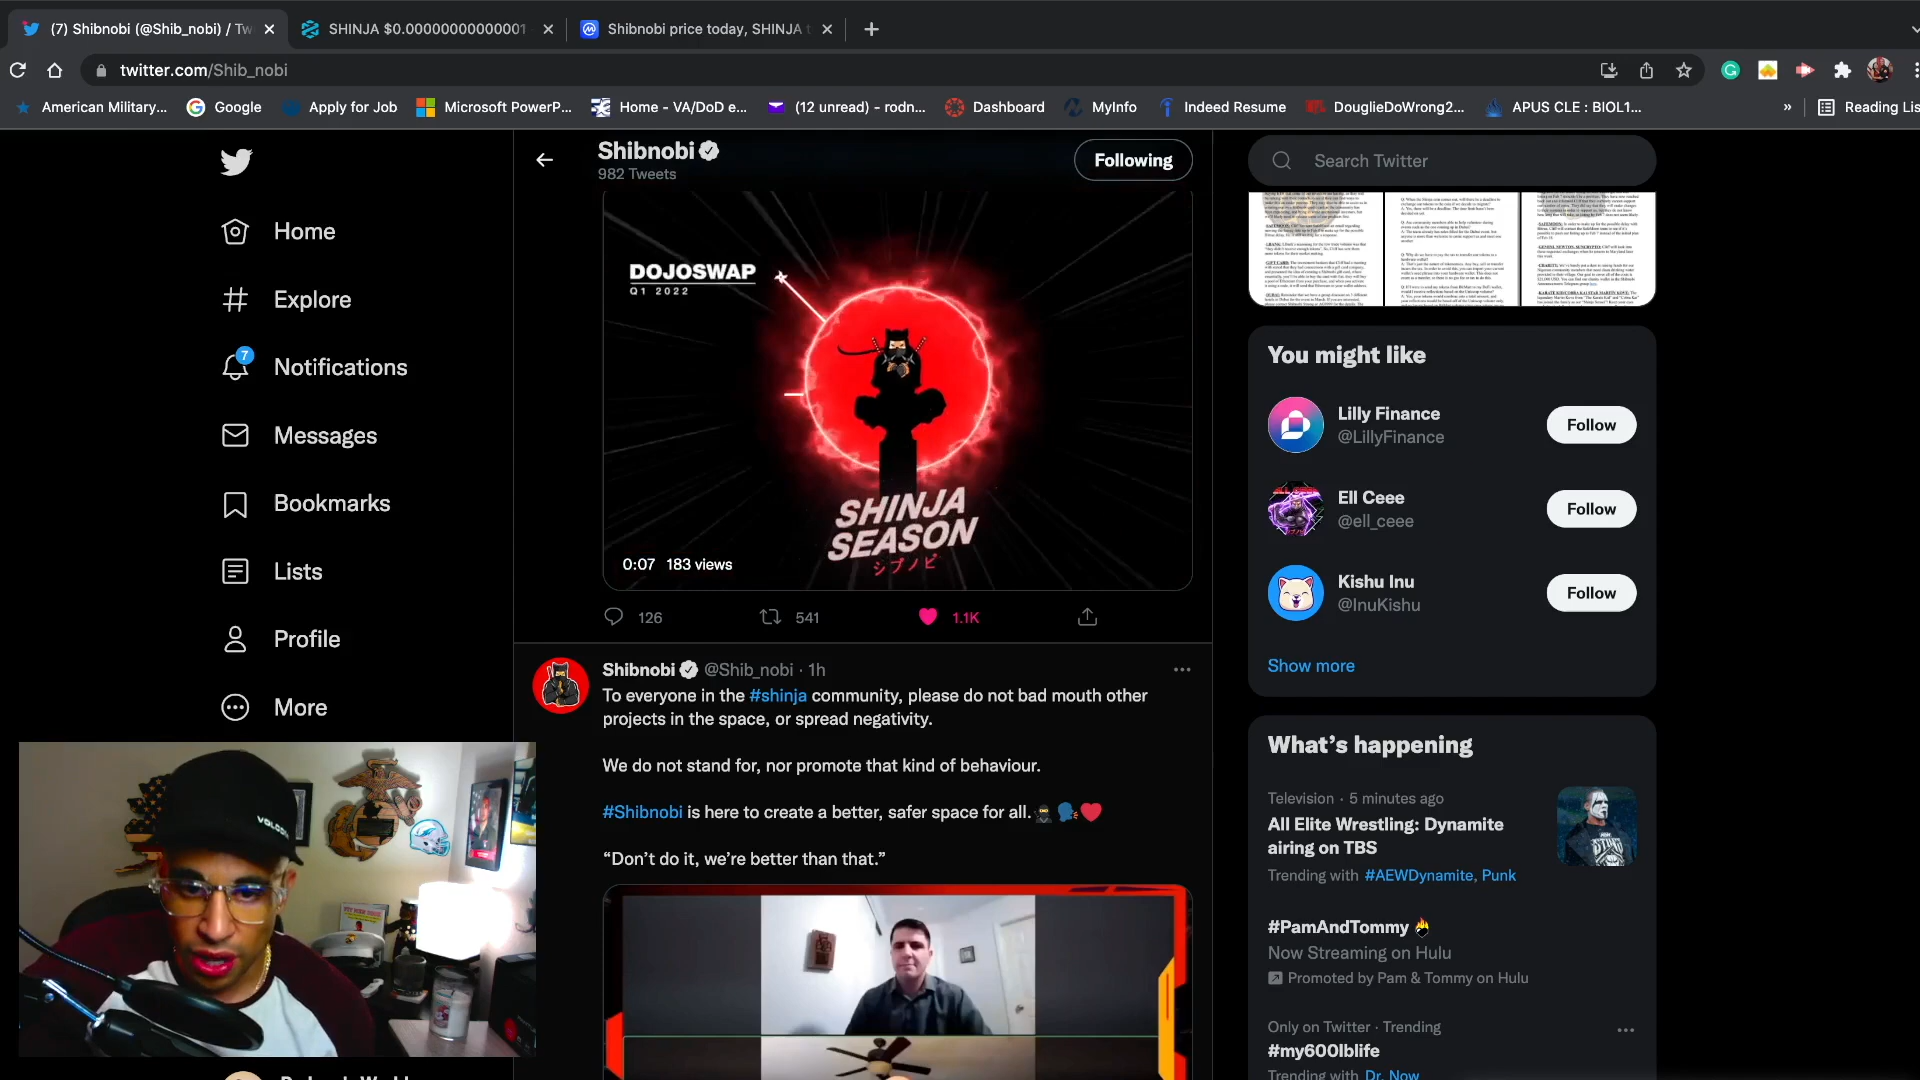 (7) Shibnobi (@Shib_nobi) / Tw
SHINJA $0.0000000000001
Shibnobi price today, SHINJA t
twitter.com/Shib_nobi
American Military...
Google
Apply for Job
Microsoft PowerP...
Home - VA/DoD e...
(12 unread) - rodn...
Dashboard
MyInfo
Indeed Resume
DouglieDoWrong2...
APUS CLE : BIOL1...
»
Reading Lis
Home
Explore
7
Notifications
Messages
Bookmarks
Lists
Profile
More
Shibnobi
982 Tweets
Following
DOJOSWAP
Q1 2022
SHINJA
SEASON
シブノビ
0:07 183 views
126
541
1.1K
Shibnobi @Shib_nobi · 1h
To everyone in the #shinja community, please do not bad mouth other
projects in the space, or spread negativity.
We do not stand for, nor promote that kind of behaviour.
#Shibnobi is here to create a better, safer space for all.🥷🗣️❤️
“Don’t do it, we’re better than that.”
Search Twitter
You might like
Lilly Finance
@LillyFinance
Follow
Ell Ceee
@ell_ceee
Follow
Kishu Inu
@InuKishu
Follow
Show more
What’s happening
Television · 5 minutes ago
All Elite Wrestling: Dynamite
airing on TBS
Trending with #AEWDynamite, Punk
#PamAndTommy
Now Streaming on Hulu
Promoted by Pam & Tommy on Hulu
Only on Twitter · Trending
#my600lblife
Trending with Dr. Now